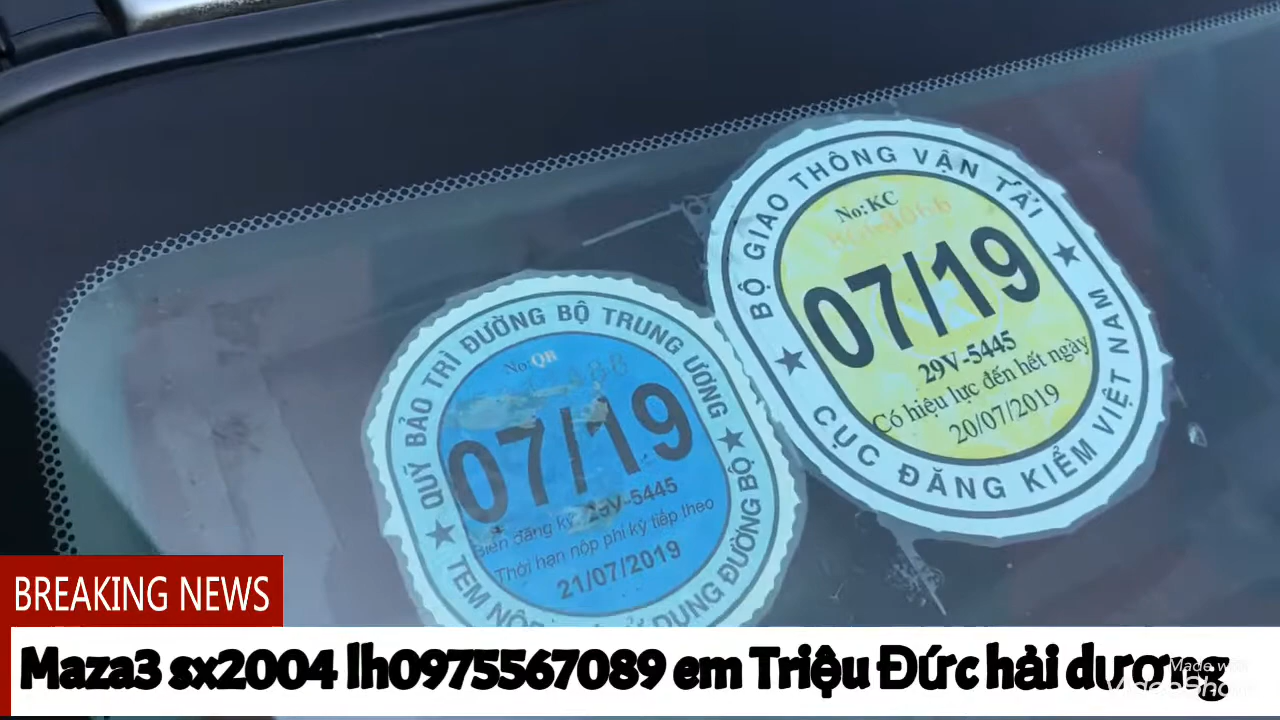 BỘ GIAO THÔNG VẬN TẢI
No: KC
07/19
29V-5445
Có hiệu lực đến hết ngày
20/07/2019
CỤC ĐĂNG KIỂM VIỆT NAM
QUỸ BẢO TRÌ ĐƯỜNG BỘ TRUNG ƯƠNG
No: QB
07/19
Biển đăng ký 29V-5445
Thời hạn nộp phí kỳ tiếp theo
21/07/2019
TEM DỤNG ĐƯỜNG BỘ
BREAKING NEWS
Maza3 sx2004 lh0975567089 em Triệu Đức hải dương
Made with
VideoShow